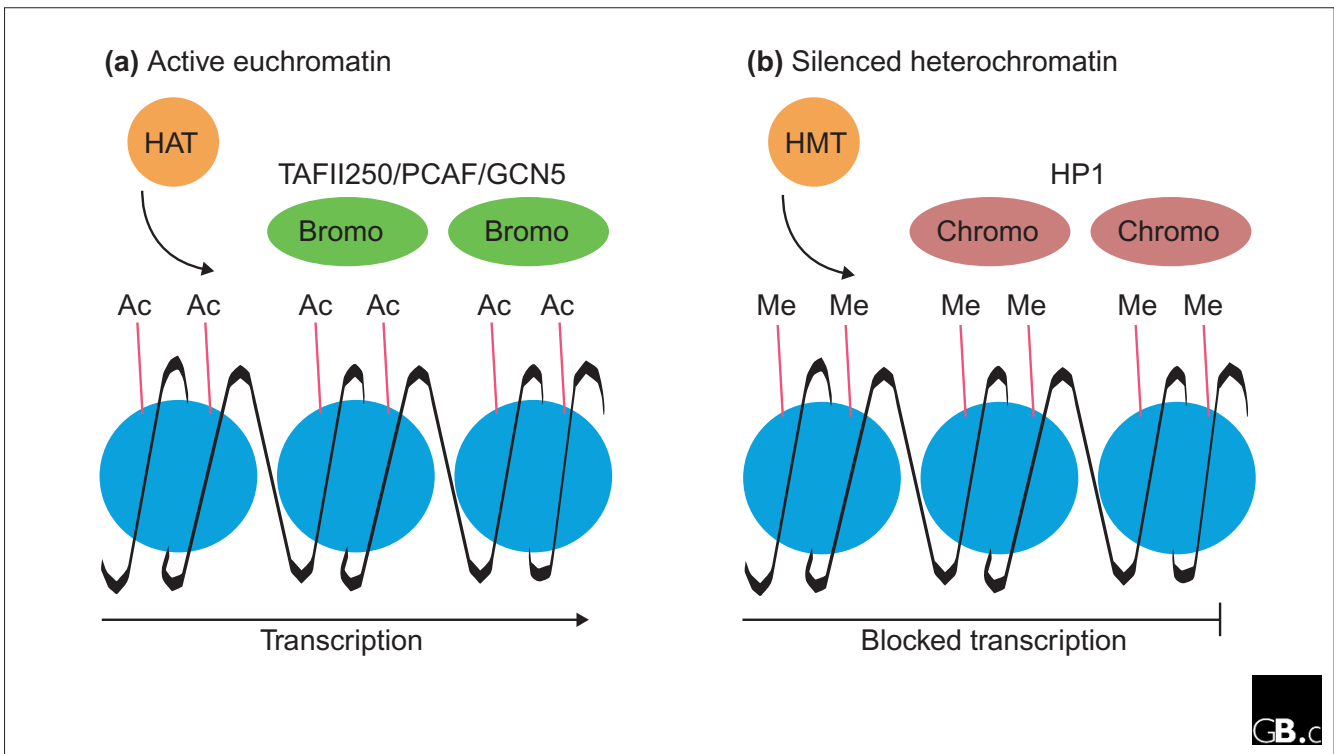 (a) Active euchromatin
HAT
TAFII250/PCAF/GCN5
Bromo Bromo
Ac Ac Ac Ac Ac Ac
Transcription
(b) Silenced heterochromatin
HMT
HP1
Chromo Chromo
Me Me Me Me Me Me
Blocked transcription
GB.c